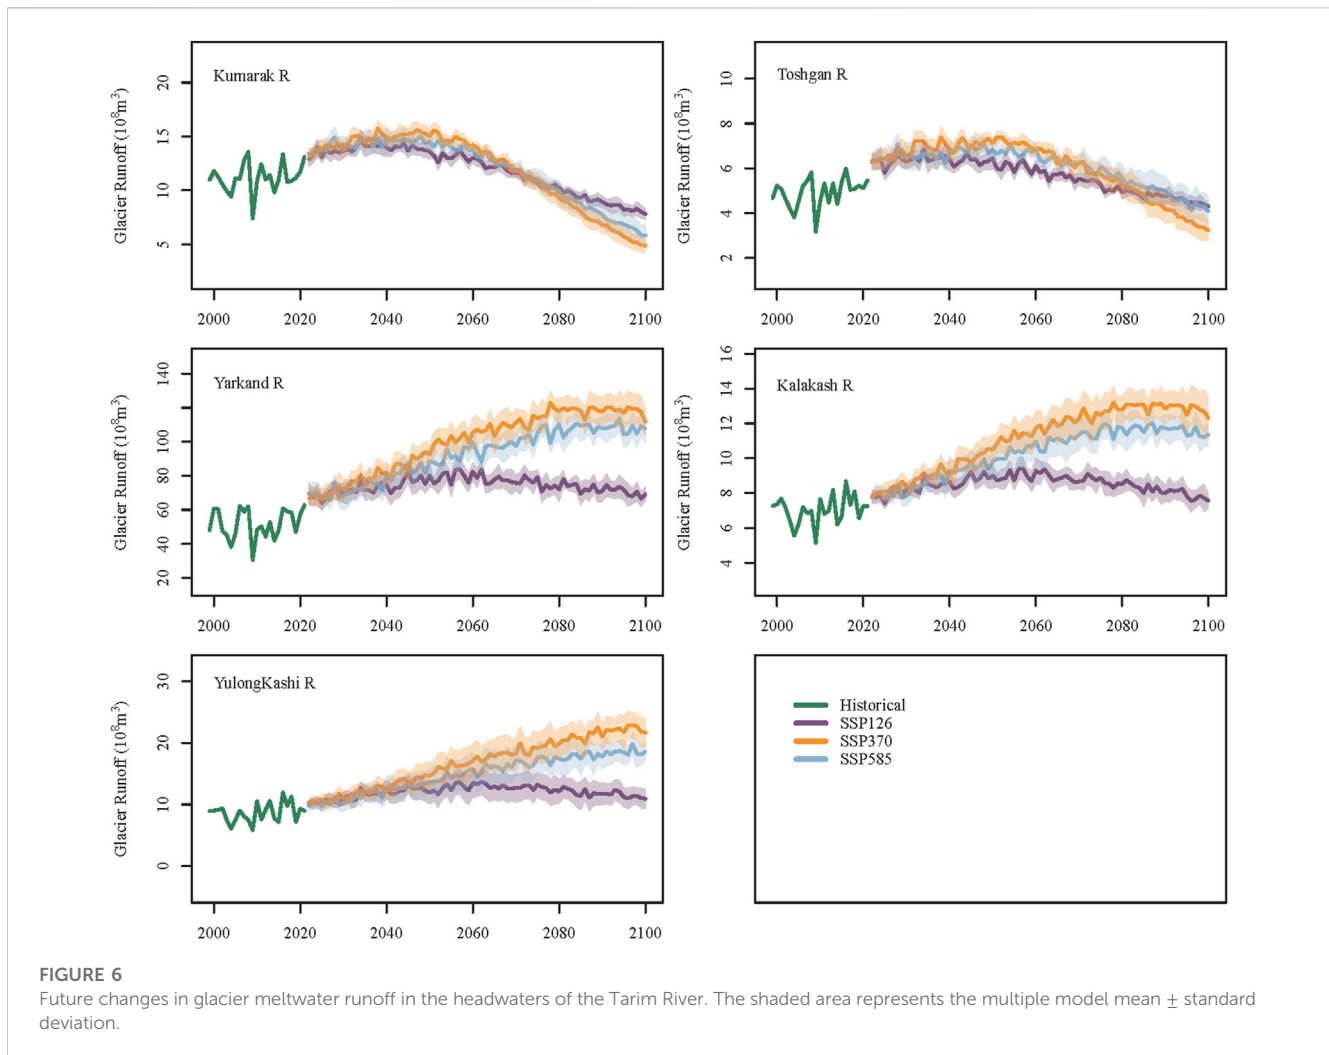 Kumarak R
Glacier Runoff (10⁸m³)
20
15
10
5
2000 2020 2040 2060 2080 2100
Toshgan R
Glacier Runoff (10⁸m³)
10
8
6
4
2
2000 2020 2040 2060 2080 2100
Yarkand R
Glacier Runoff (10⁸m³)
140
100
80
60
40
20
2000 2020 2040 2060 2080 2100
Kalakash R
Glacier Runoff (10⁸m³)
16
14
12
10
8
6
4
2000 2020 2040 2060 2080 2100
YulongKashi R
Glacier Runoff (10⁸m³)
30
20
10
0
2000 2020 2040 2060 2080 2100
Historical
SSP126
SSP370
SSP585
FIGURE 6
Future changes in glacier meltwater runoff in the headwaters of the Tarim River. The shaded area represents the multiple model mean ± standard
deviation.